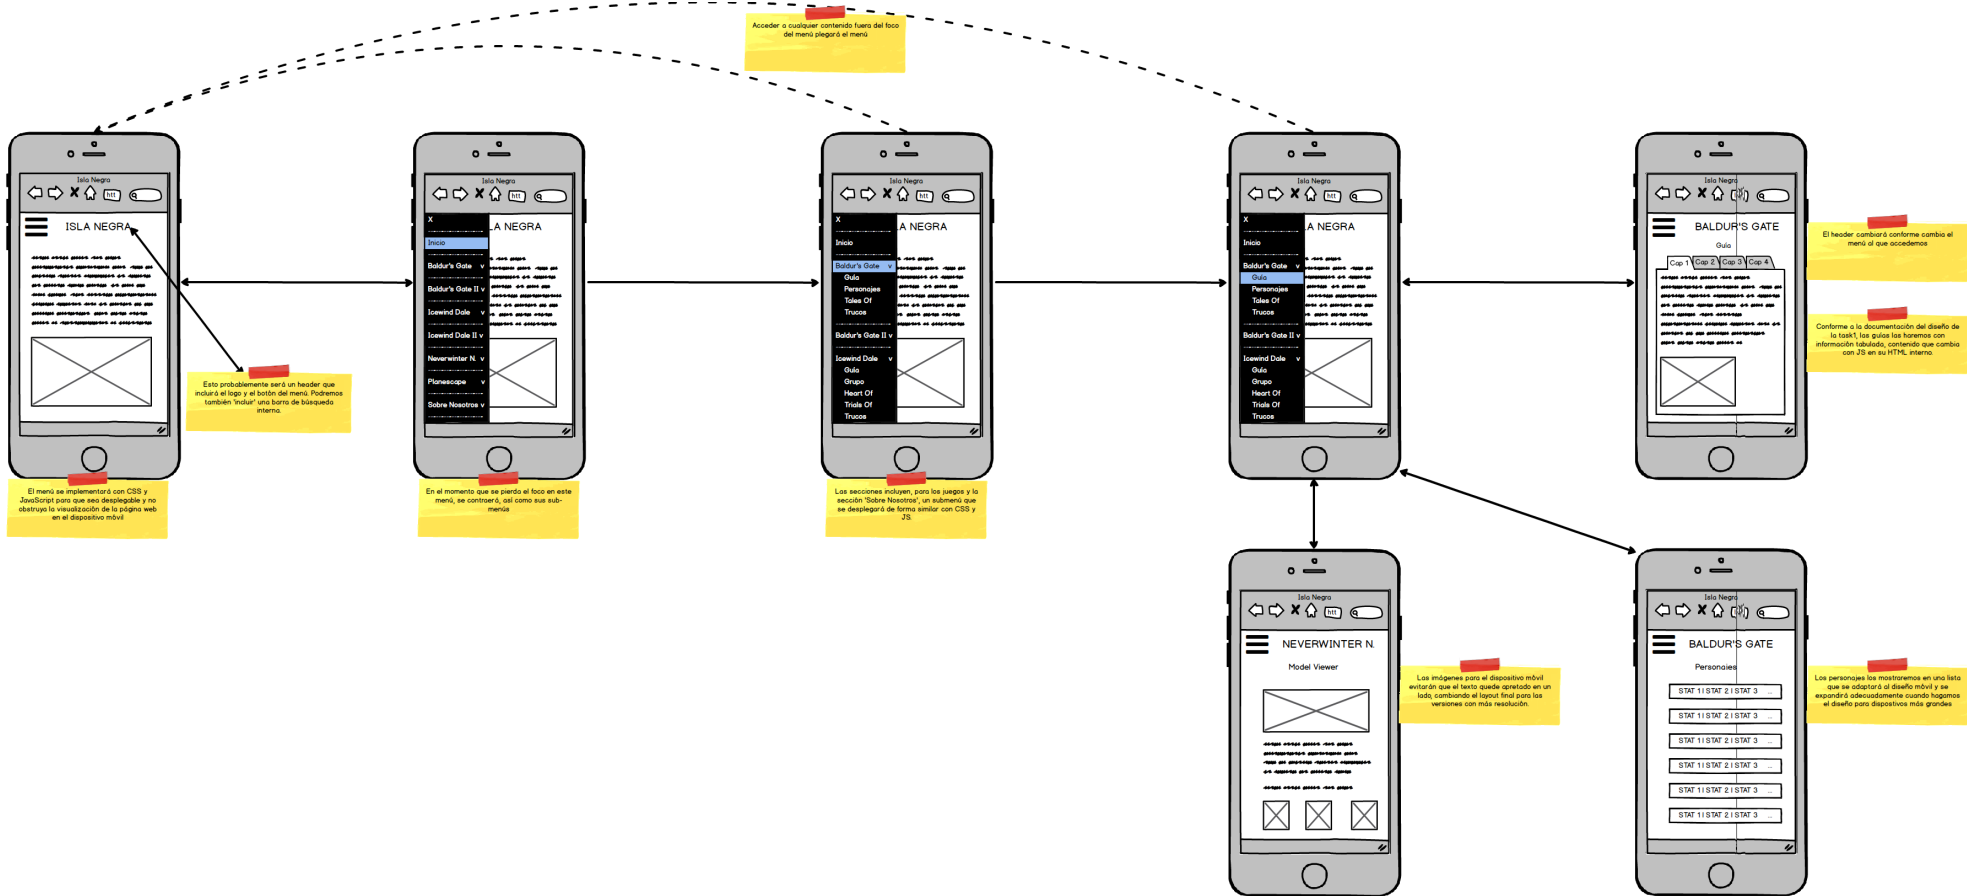 Acceder a cualquier contenido fuera del foco
del menú plegará el menú
Isla Negra
htt
ISLA NEGRA
Esto probablemente será un header que
incluirá el logo y el botón del menú. Podremos
también 'incluir' una barra de búsqueda
interna.
El menú se implementará con CSS y
JavaScript para que sea desplegable y no
obstruya la visualización de la página web
en el dispositivo móvil
Isla Negra
htt
X
LA NEGRA
Inicio
Baldur's Gate v
Baldur's Gate II v
Icewind Dale v
Icewind Dale II v
Neverwinter N. v
Planescape v
Sobre Nosotros v
En el momento que se pierda el foco en este
menú, se contraerá, así como sus sub-
menús
Isla Negra
htt
X
LA NEGRA
Inicio
Baldur's Gate v
Guía
Personajes
Tales Of
Trucos
Baldur's Gate II v
Icewind Dale v
Guía
Grupo
Heart Of
Trials Of
Trucos
Las secciones incluyen, para los juegos y la
sección 'Sobre Nosotros', un submenú que
se desplegará de forma similar con CSS y
JS.
Isla Negra
htt
X
LA NEGRA
Inicio
Baldur's Gate v
Guía
Personajes
Tales Of
Trucos
Baldur's Gate II v
Icewind Dale v
Guía
Grupo
Heart Of
Trials Of
Trucos
Isla Negra
BALDUR'S GATE
Guía
Cap 1 Cap 2 Cap 3 Cap 4
El header cambiará conforme cambia el
menú al que accedemos
Conforme a la documentación del diseño de
la task1, las guías las haremos con
información tabulada, contenido que cambia
con JS en su HTML interno.
Isla Negra
htt
NEVERWINTER N.
Model Viewer
Las imágenes para el dispositivo móvil
evitarán que el texto quede apretado en un
lado, cambiando el layout final para las
versiones con más resolución.
Isla Negra
BALDUR'S GATE
Personajes
STAT 1 | STAT 2 | STAT 3 ...
STAT 1 | STAT 2 | STAT 3 ...
STAT 1 | STAT 2 | STAT 3 ...
STAT 1 | STAT 2 | STAT 3 ...
STAT 1 | STAT 2 | STAT 3 ...
STAT 1 | STAT 2 | STAT 3 ...
Los personajes los mostraremos en una lista
que se adaptará al diseño móvil y se
expandirá adecuadamente cuando hagamos
el diseño para dispostivos más grandes